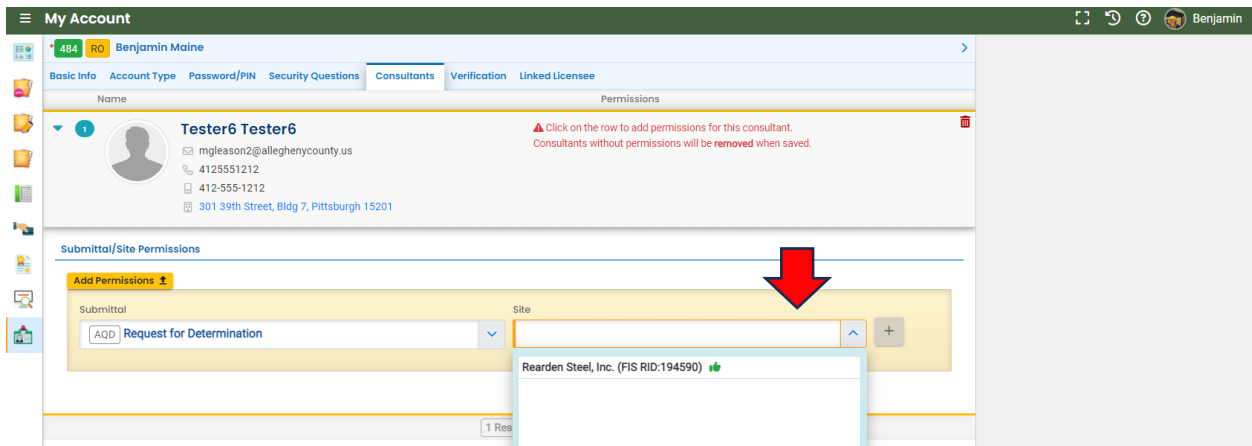 My Account
Benjamin
* 484 RO Benjamin Maine
Basic Info Account Type Password/PIN Security Questions Consultants Verification Linked Licensee
Name Permissions
1
Tester6 Tester6
mgleason2@alleghenycounty.us
4125551212
412-555-1212
301 39th Street, Bldg 7, Pittsburgh 15201
Click on the row to add permissions for this consultant.
Consultants without permissions will be removed when saved.
Submittal/Site Permissions
Add Permissions
Submittal Site
AQD Request for Determination
Rearden Steel, Inc. (FIS RID:194590)
1 Res